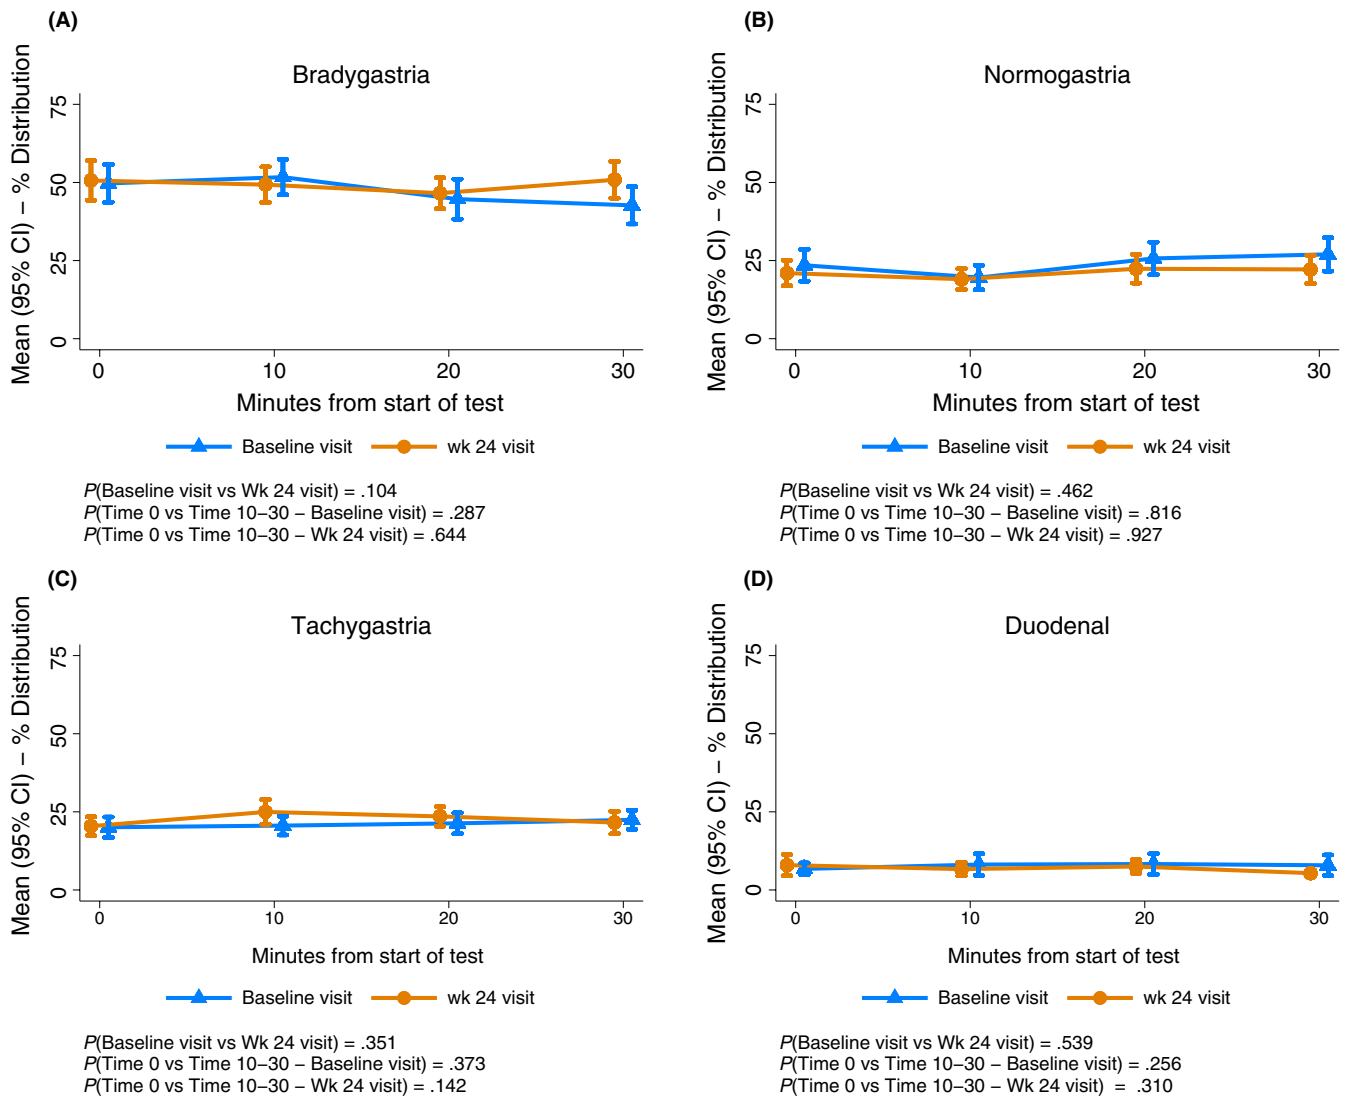 (A)
Bradygastria
Mean (95% CI) – % Distribution
75
50
25
0
0 10 20 30
Minutes from start of test
Baseline visit wk 24 visit
P(Baseline visit vs Wk 24 visit) = .104
P(Time 0 vs Time 10–30 – Baseline visit) = .287
P(Time 0 vs Time 10–30 – Wk 24 visit) = .644
(B)
Normogastria
Mean (95% CI) – % Distribution
75
50
25
0
0 10 20 30
Minutes from start of test
Baseline visit wk 24 visit
P(Baseline visit vs Wk 24 visit) = .462
P(Time 0 vs Time 10–30 – Baseline visit) = .816
P(Time 0 vs Time 10–30 – Wk 24 visit) = .927
(C)
Tachygastria
Mean (95% CI) – % Distribution
75
50
25
0
0 10 20 30
Minutes from start of test
Baseline visit wk 24 visit
P(Baseline visit vs Wk 24 visit) = .351
P(Time 0 vs Time 10–30 – Baseline visit) = .373
P(Time 0 vs Time 10–30 – Wk 24 visit) = .142
(D)
Duodenal
Mean (95% CI) – % Distribution
75
50
25
0
0 10 20 30
Minutes from start of test
Baseline visit wk 24 visit
P(Baseline visit vs Wk 24 visit) = .539
P(Time 0 vs Time 10–30 – Baseline visit) = .256
P(Time 0 vs Time 10–30 – Wk 24 visit) = .310